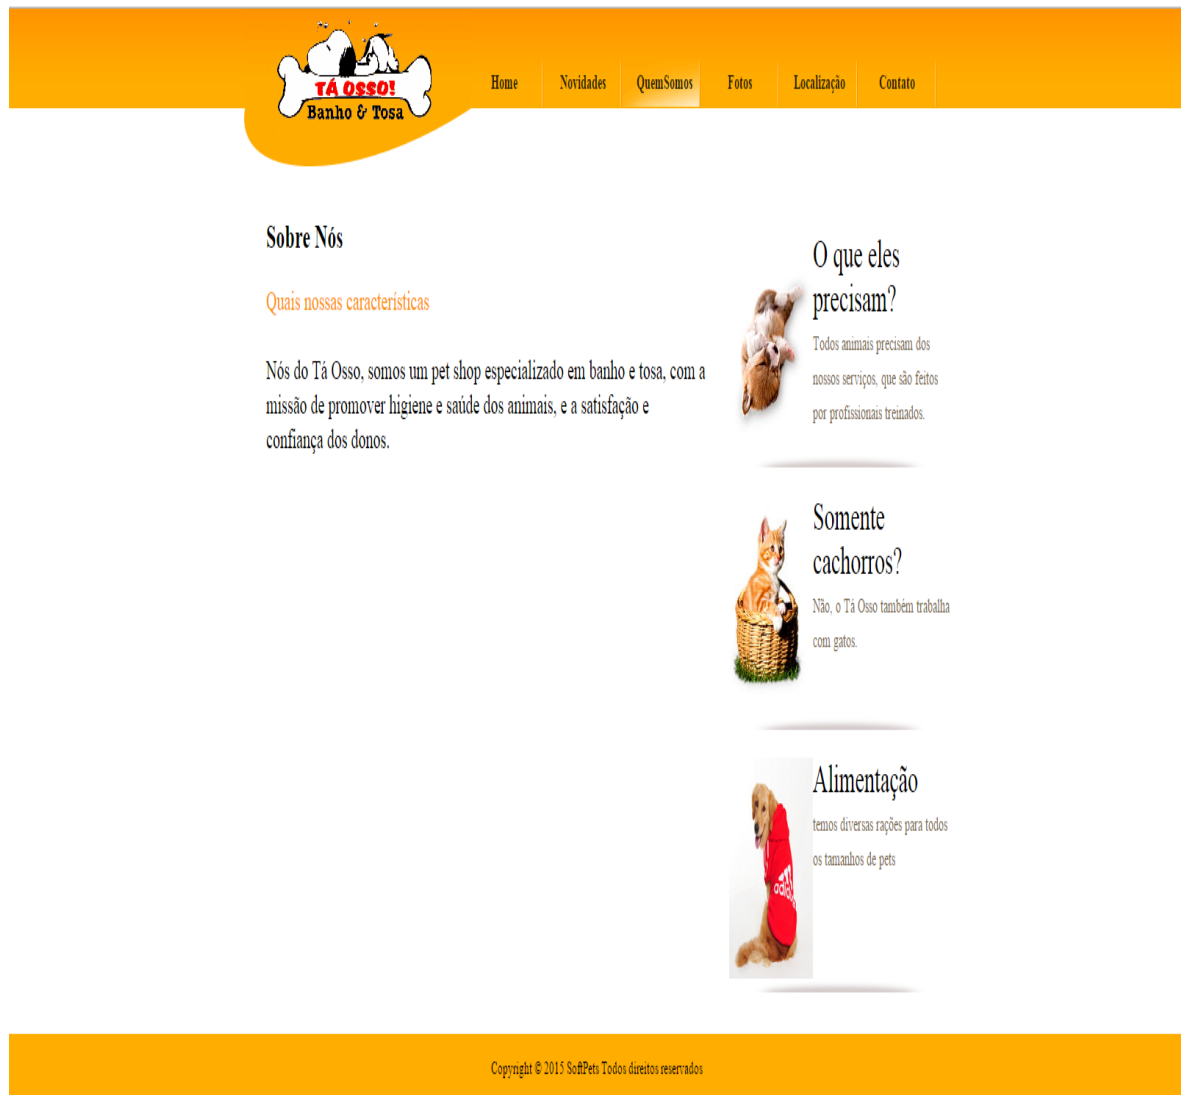 TÁ OSSO!
Banho & Tosa
Home Novidades QuemSomos Fotos Localização Contato
Sobre Nós
Quais nossas características
Nós do Tá Osso, somos um pet shop especializado em banho e tosa, com a
missão de promover higiene e saúde dos animais, e a satisfação e
confiança dos donos.
O que eles
precisam?
Todos animais precisam dos
nossos serviços, que são feitos
por profissionais treinados.
Somente
cachorros?
Não, o Tá Osso também trabalha
com gatos.
Alimentação
temos diversas rações para todos
os tamanhos de pets
Copyright © 2015 SoftPets Todos direitos reservados